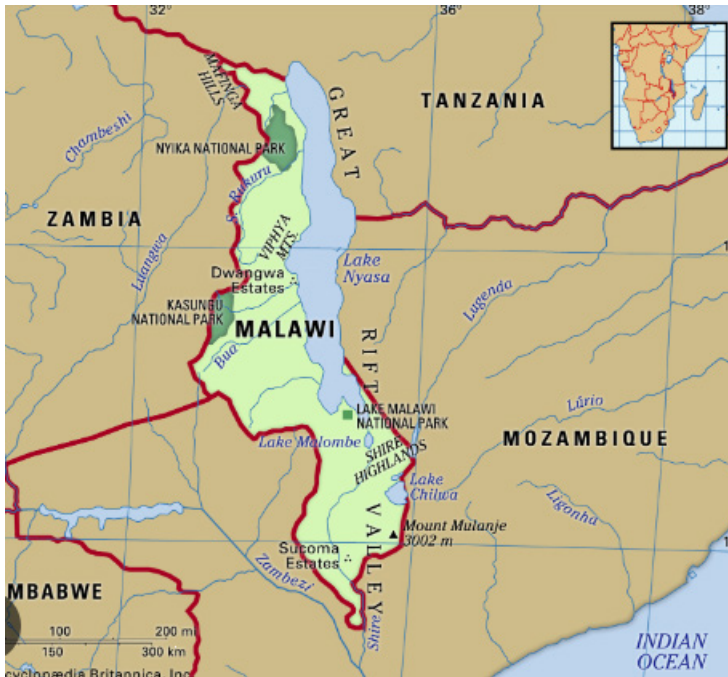 32°
36°
38°
MAFINGA
HILLS
GREAT
TANZANIA
Chambeshi
NYIKA NATIONAL PARK
S. Rukuru
ZAMBIA
Luangwa
VIPHYA
MTS.
Lake
Nyasa
Dwangwa
Estates
Lugenda
KASUNGU
NATIONAL PARK
MALAWI
RIFT
Bua
LAKE MALAWI
NATIONAL PARK
Lúrio
Lake Malombe
SHIRE
HIGHLANDS
MOZAMBIQUE
Lake
Chilwa
Ligonha
VALLEY
Mount Mulanje
3002 m
Sucoma
Estates
Zambezi
MBABWE
Shire
100 200 mi
150 300 km
INDIAN
OCEAN
cyclopædia Britannica, Inc